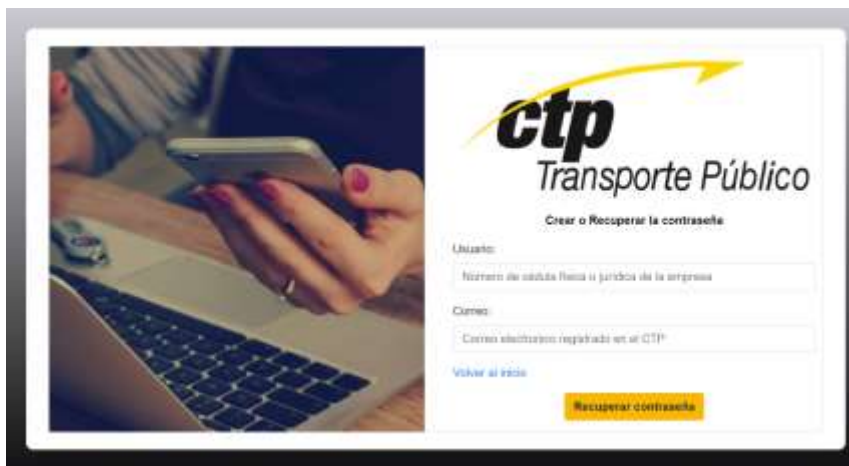 ctp
Transporte Público
Crear o Recuperar la contraseña
Usuario:
Número de cédula física o jurídica de la empresa
Correo:
Correo electrónico registrado en el CTP
Volver al inicio
Recuperar contraseña